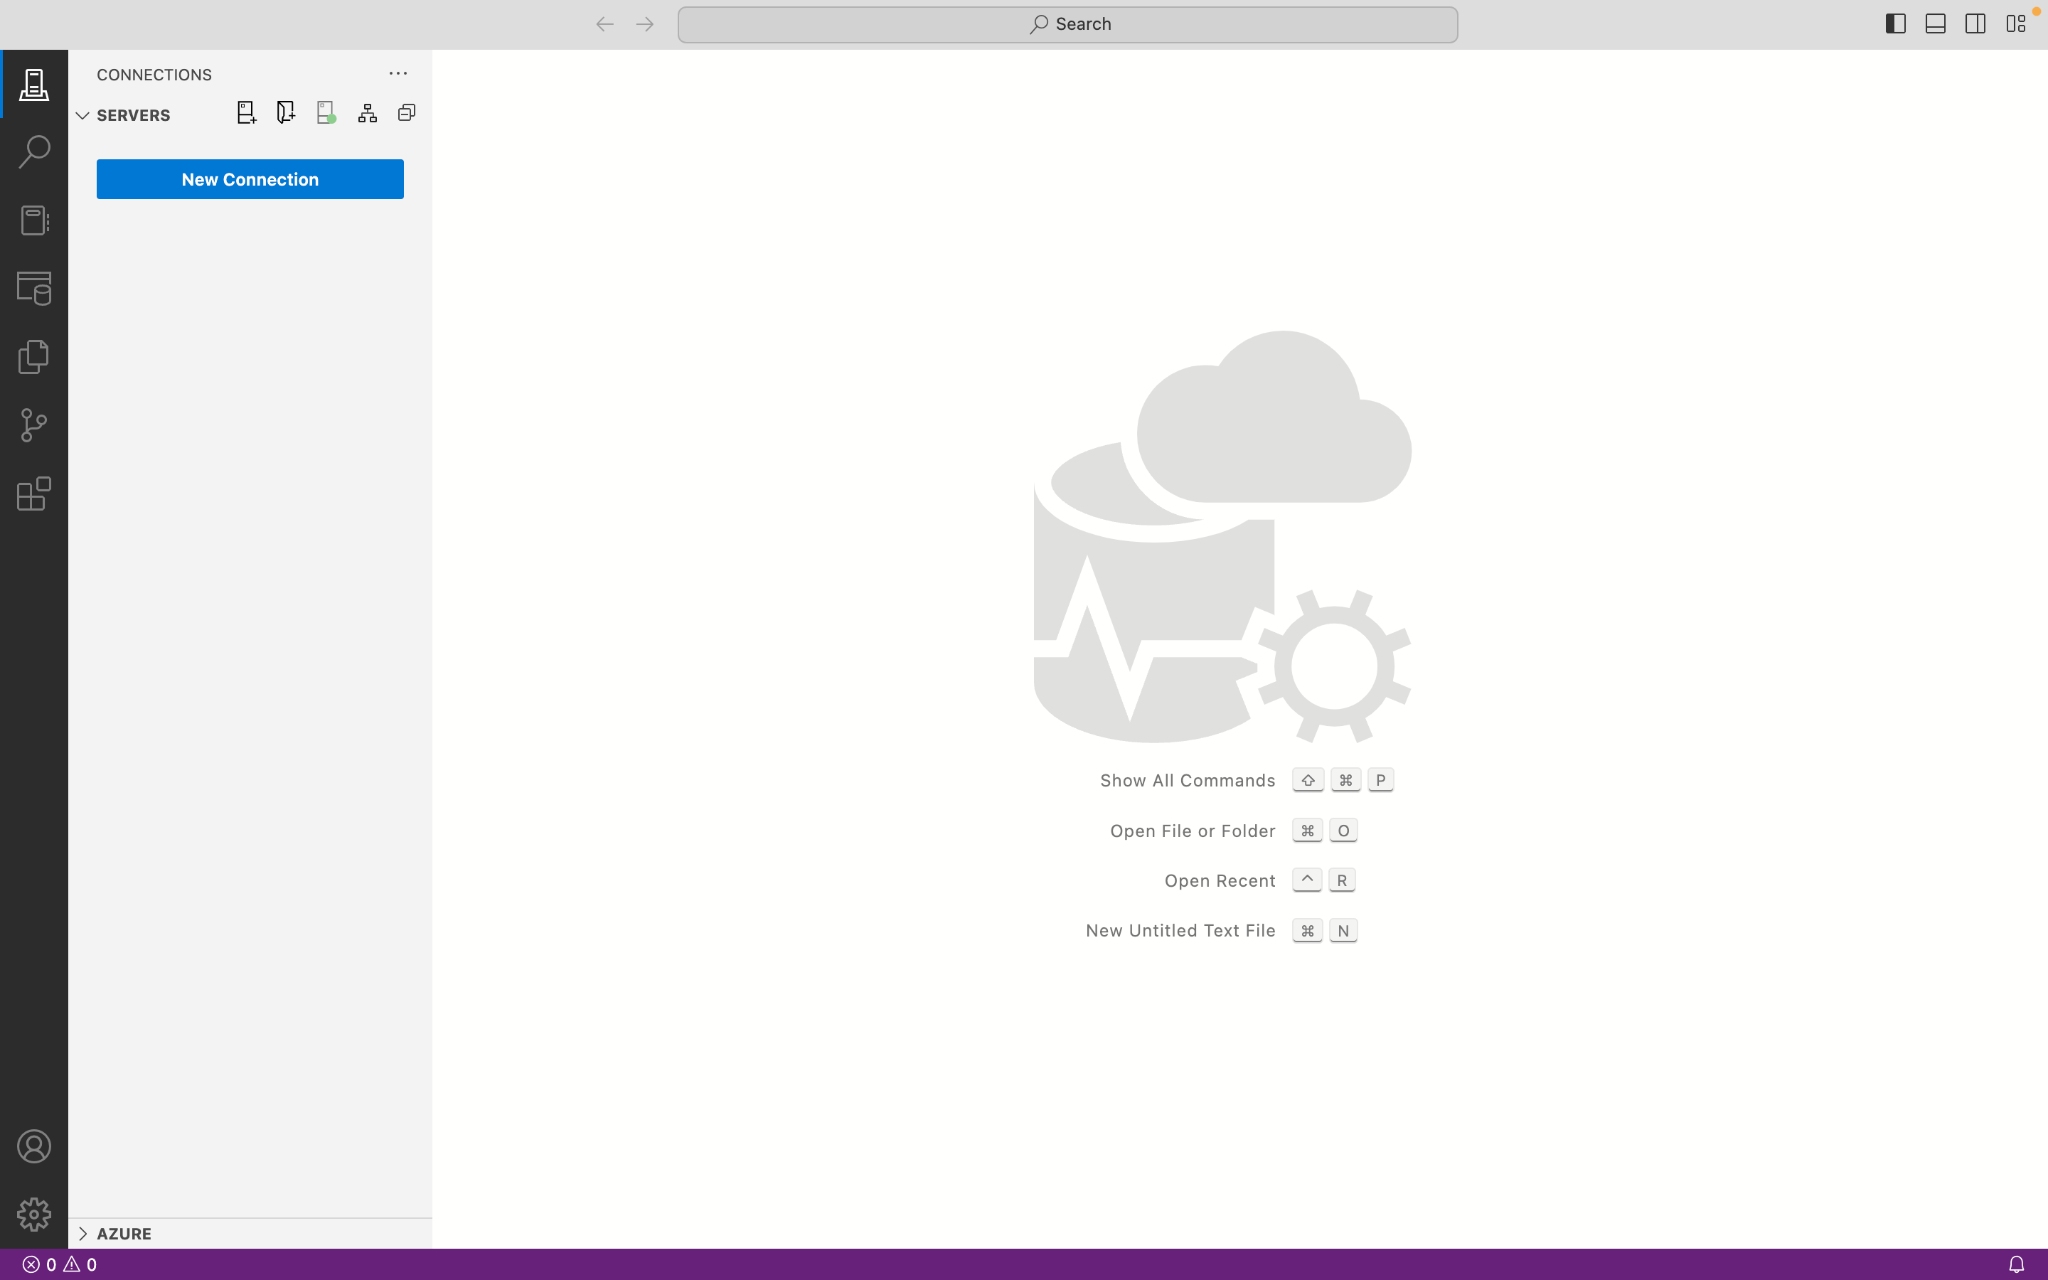 Search
CONNECTIONS
SERVERS
New Connection
Show All Commands ⇧ ⌘ P
Open File or Folder ⌘ O
Open Recent ^ R
New Untitled Text File ⌘ N
AZURE
0 0